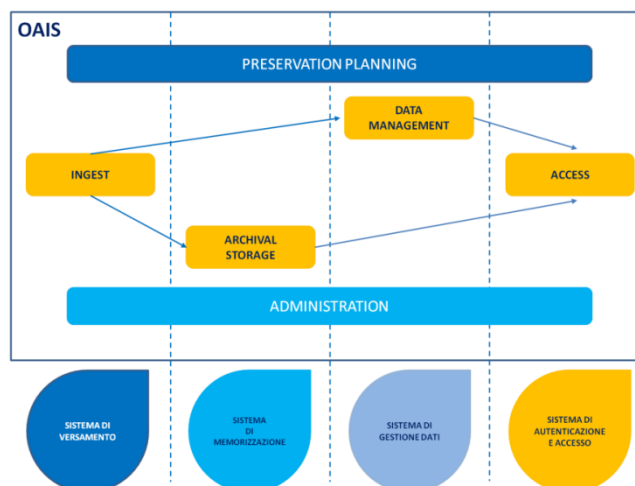 OAIS
PRESERVATION PLANNING
DATA
MANAGEMENT
INGEST
ACCESS
ARCHIVAL
STORAGE
ADMINISTRATION
SISTEMA DI
VERSAMENTO
SISTEMA
DI
MEMORIZZAZIONE
SISTEMA DI
GESTIONE DATI
SISTEMA DI
AUTENTICAZIONE
E ACCESSO